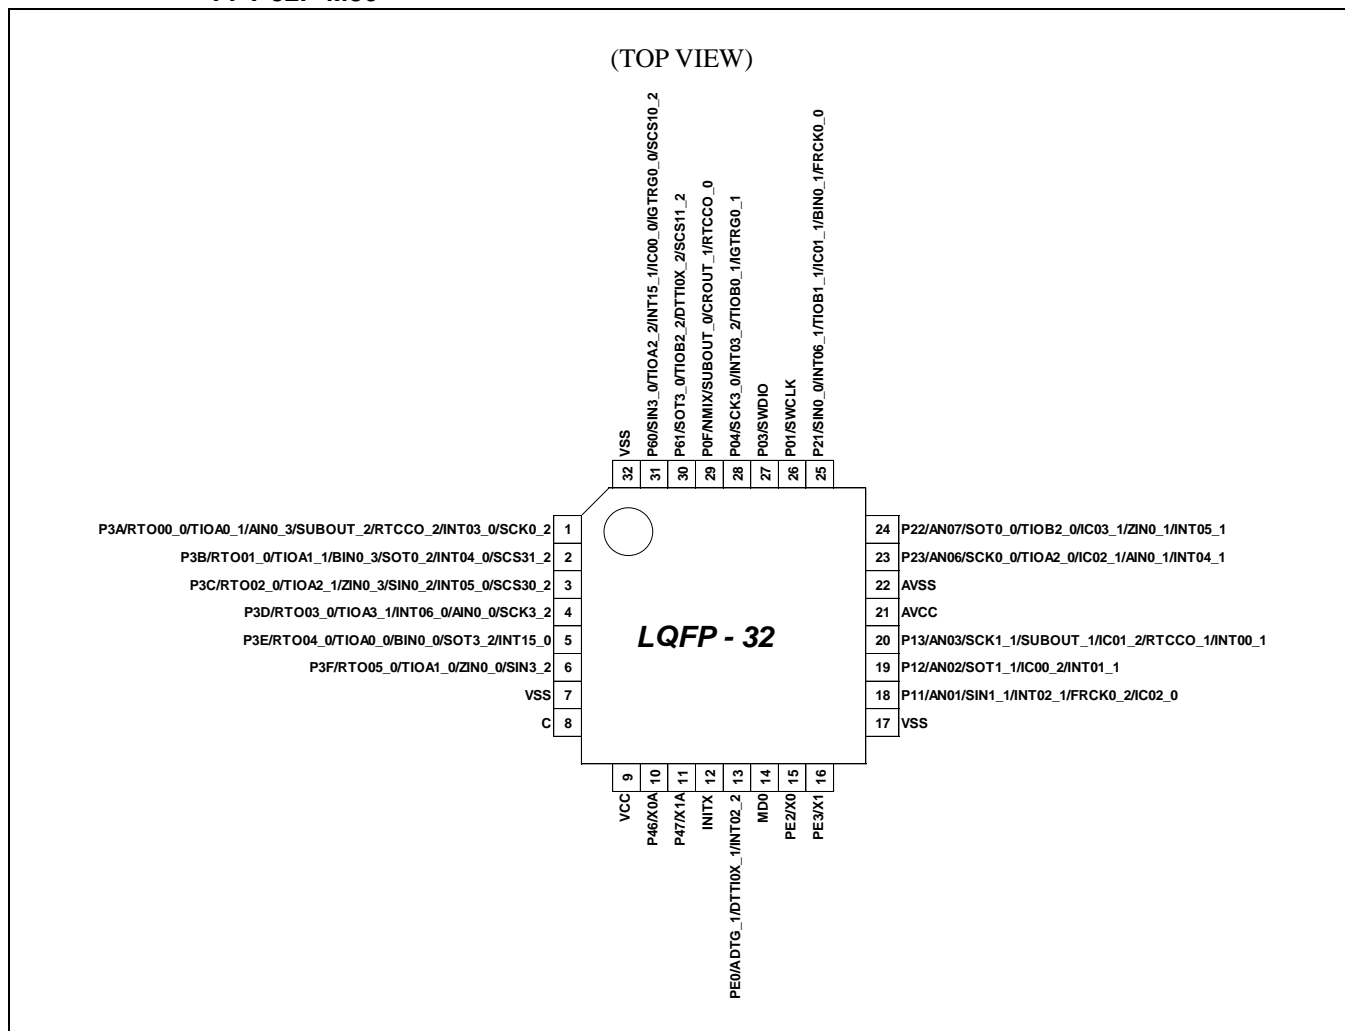 (TOP VIEW)
VSS
P60/SIN3_0/TIOA2_2/INT15_1/IC00_0/IGTRG0_0/SCS10_2
P61/SOT3_0/TIOB2_2/DTTI0X_2/SCS11_2
P0F/NMIX/SUBOUT_0/CROUT_1/RTCCO_0
P04/SCK3_0/INT03_2/TIOB0_1/IGTRG0_1
P03/SWDIO
P01/SWCLK
P21/SIN0_0/INT06_1/TIOB1_1/IC01_1/BIN0_1/FRCK0_0
32 31 30 29 28 27 26 25
P3A/RTO00_0/TIOA0_1/AIN0_3/SUBOUT_2/RTCCO_2/INT03_0/SCK0_2 1
P3B/RTO01_0/TIOA1_1/BIN0_3/SOT0_2/INT04_0/SCS31_2 2
P3C/RTO02_0/TIOA2_1/ZIN0_3/SIN0_2/INT05_0/SCS30_2 3
P3D/RTO03_0/TIOA3_1/INT06_0/AIN0_0/SCK3_2 4
P3E/RTO04_0/TIOA0_0/BIN0_0/SOT3_2/INT15_0 5
P3F/RTO05_0/TIOA1_0/ZIN0_0/SIN3_2 6
VSS 7
C 8
LQFP - 32
24 P22/AN07/SOT0_0/TIOB2_0/IC03_1/ZIN0_1/INT05_1
23 P23/AN06/SCK0_0/TIOA2_0/IC02_1/AIN0_1/INT04_1
22 AVSS
21 AVCC
20 P13/AN03/SCK1_1/SUBOUT_1/IC01_2/RTCCO_1/INT00_1
19 P12/AN02/SOT1_1/IC00_2/INT01_1
18 P11/AN01/SIN1_1/INT02_1/FRCK0_2/IC02_0
17 VSS
9 10 11 12 13 14 15 16
VCC
P46/X0A
P47/X1A
INITX
PE0/ADTG_1/DTTI0X_1/INT02_2
MD0
PE2/X0
PE3/X1